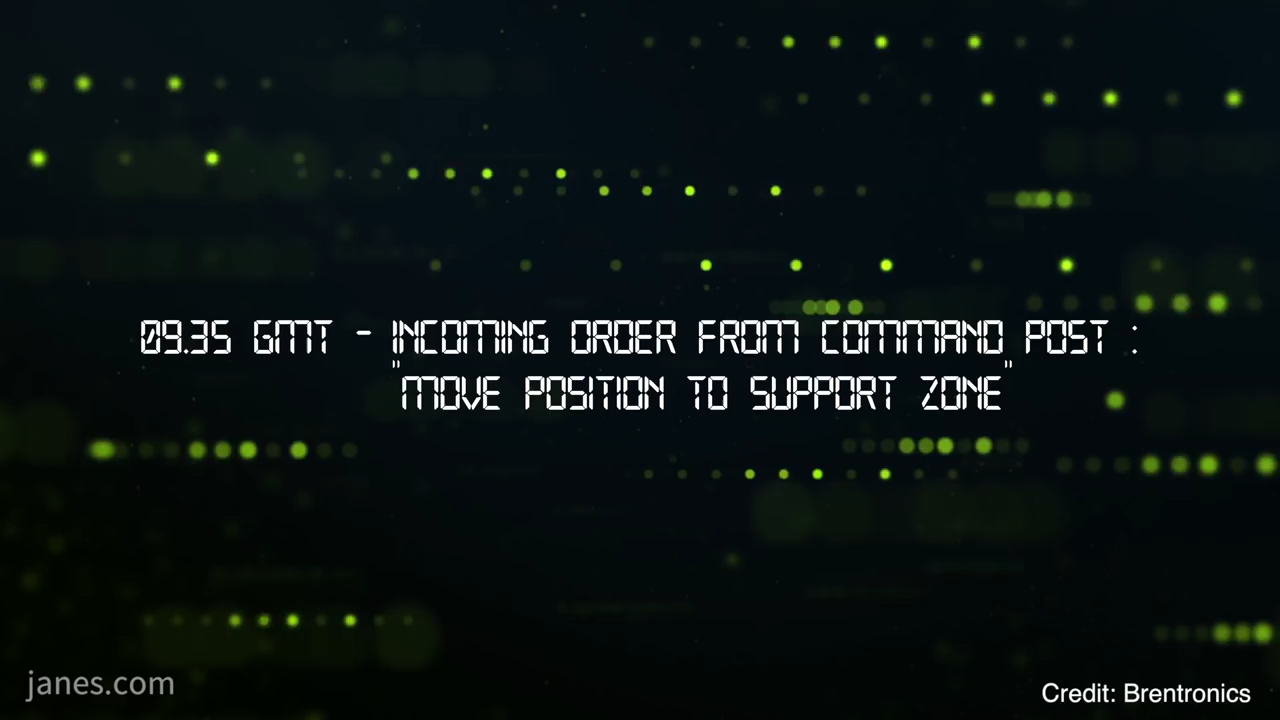 09.35 GMT - INCOMING ORDER FROM COMMAND POST :
"MOVE POSITION TO SUPPORT ZONE"
janes.com
Credit: Brentronics